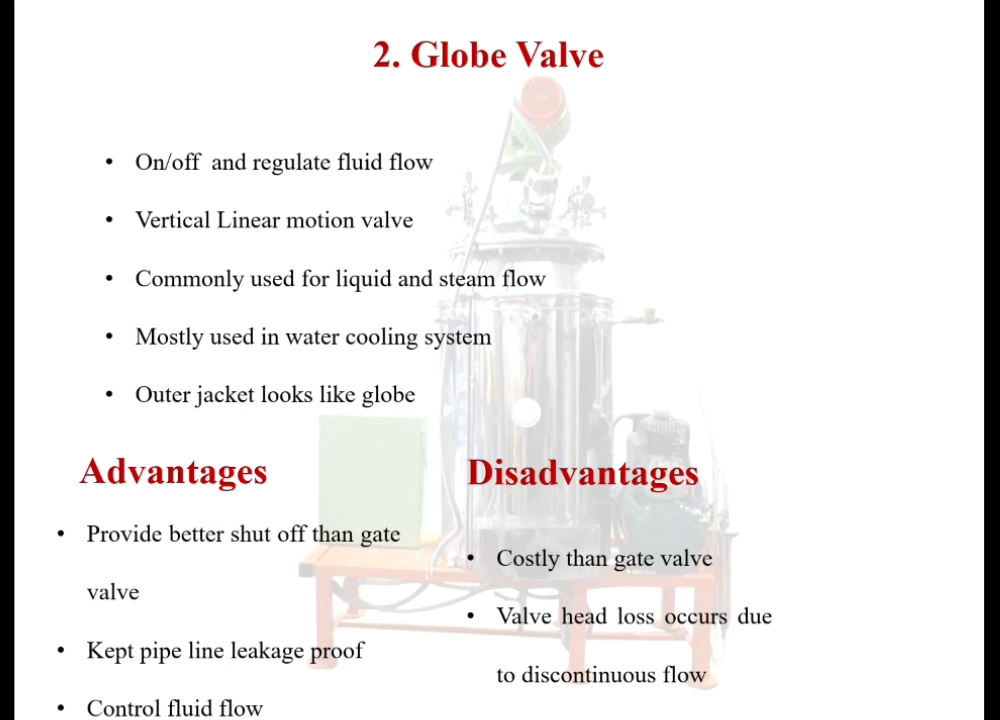 2. Globe Valve
• On/off and regulate fluid flow
• Vertical Linear motion valve
• Commonly used for liquid and steam flow
• Mostly used in water cooling system
• Outer jacket looks like globe
Advantages
• Provide better shut off than gate
valve
• Kept pipe line leakage proof
• Control fluid flow
Disadvantages
• Costly than gate valve
• Valve head loss occurs due
to discontinuous flow